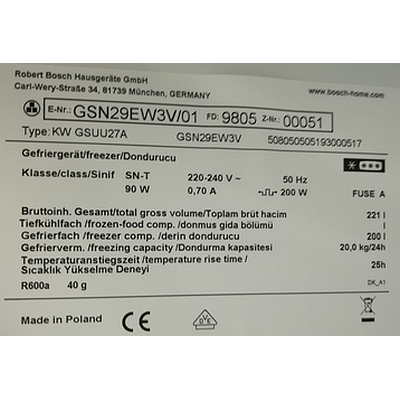 Robert Bosch Hausgeräte GmbH
Carl-Wery-Straße 34, 81739 München, GERMANY
www.bosch-home.com
E-Nr.: GSN29EW3V/01 FD: 9805 Z-Nr.: 00051
Type: KW GSUU27A GSN29EW3V 508050505193000517
Gefriergerät/freezer/Dondurucu
Klasse/class/Sinif SN-T 220-240 V~ 50 Hz
90 W 0,70 A 200 W FUSE A
Bruttoinh. Gesamt/total gross volume/Toplam brüt hacim 221 l
Tiefkühlfach /frozen-food comp. /donmus gida bölümü l
Gefrierfach /freezer comp. /derin dondurucu 200 l
Gefrierverm. /freezing capacity /Dondurma kapasitesi 20,0 kg/24h
Temperaturanstiegszeit /temperature rise time /
Sıcaklık Yükselme Deneyi 25h
R600a 40 g DK_A1
Made in Poland CE